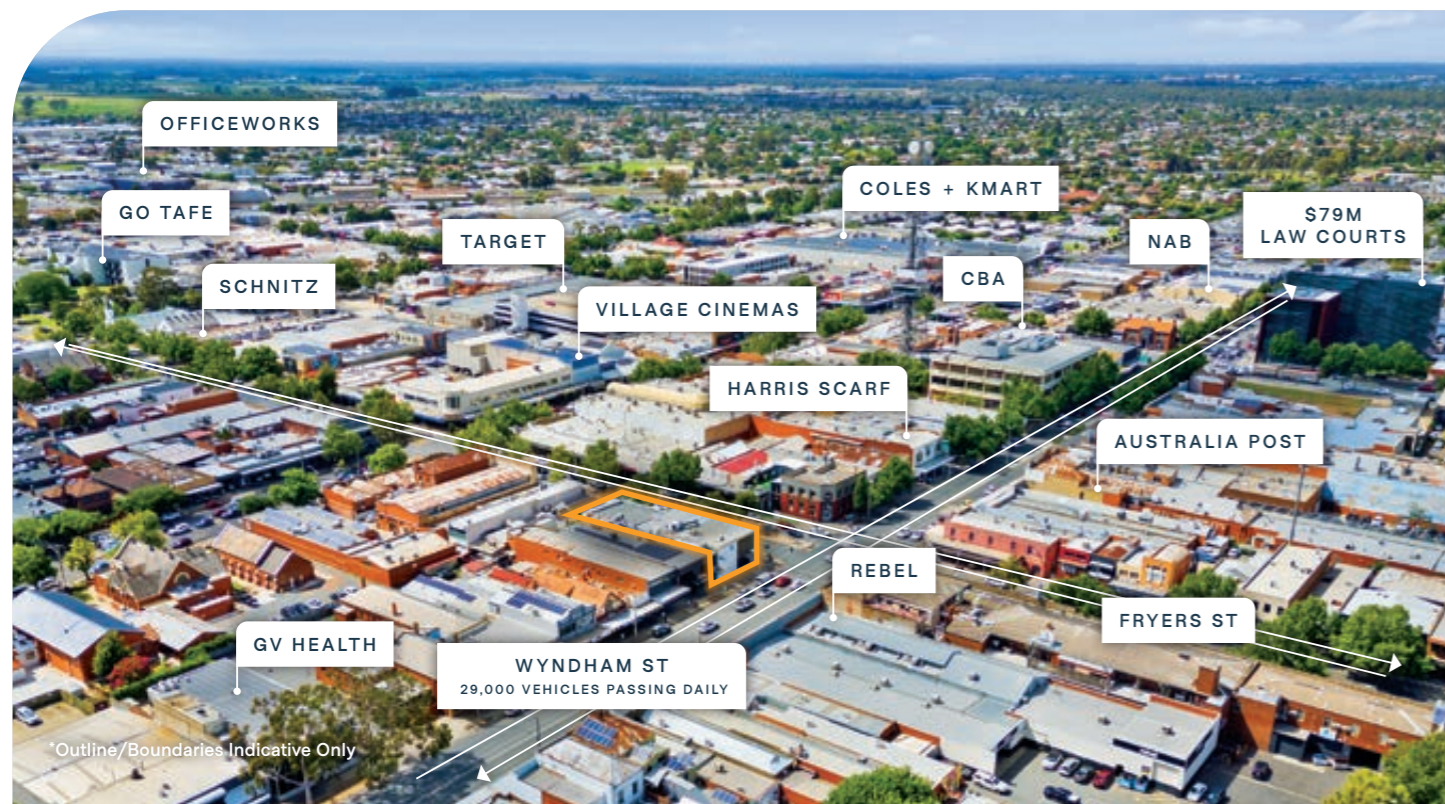 OFFICEWORKS
COLES + KMART
GO TAFE
$79M
LAW COURTS
TARGET
NAB
SCHNITZ
CBA
VILLAGE CINEMAS
HARRIS SCARF
AUSTRALIA POST
REBEL
FRYERS ST
GV HEALTH
WYNDHAM ST
29,000 VEHICLES PASSING DAILY
*Outline/Boundaries Indicative Only